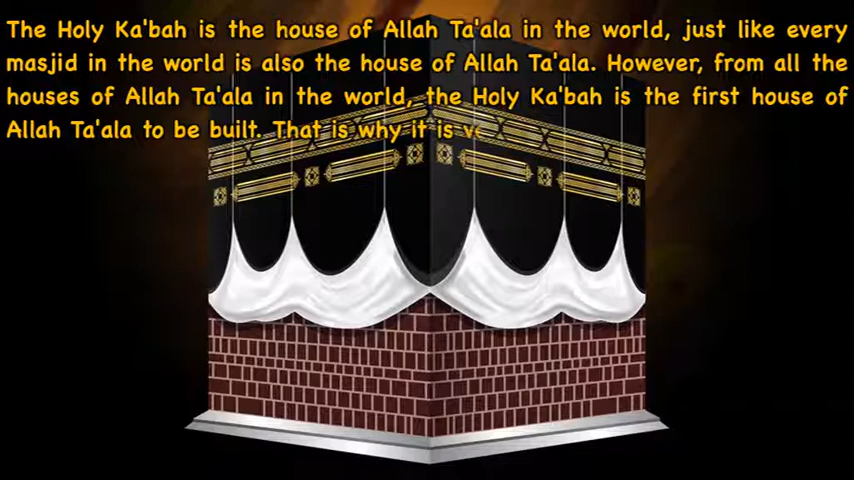 The Holy Ka'bah is the house of Allah Ta'ala in the world, just like every
masjid in the world is also the house of Allah Ta'ala. However, from all the
houses of Allah Ta'ala in the world, the Holy Ka'bah is the first house of
Allah Ta'ala to be built. That is why it is